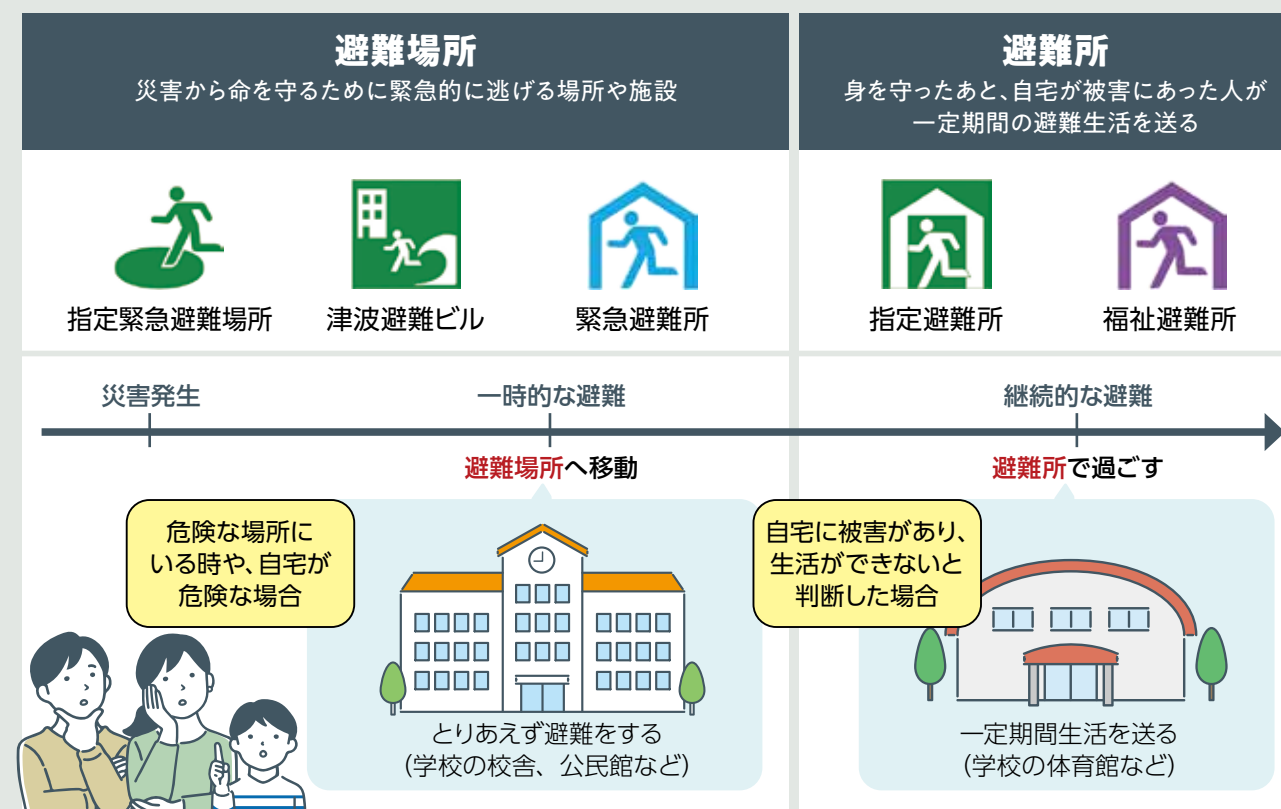 避難場所
災害から命を守るために緊急的に逃げる場所や施設
避難所
身を守ったあと、自宅が被害にあった人が
一定期間の避難生活を送る
指定緊急避難場所
津波避難ビル
緊急避難所
指定避難所
福祉避難所
災害発生
一時的な避難
継続的な避難
避難場所へ移動
避難所で過ごす
危険な場所に
いる時や、自宅が
危険な場合
自宅に被害があり、
生活ができないと
判断した場合
とりあえず避難をする
(学校の校舎、公民館など)
一定期間生活を送る
(学校の体育館など)